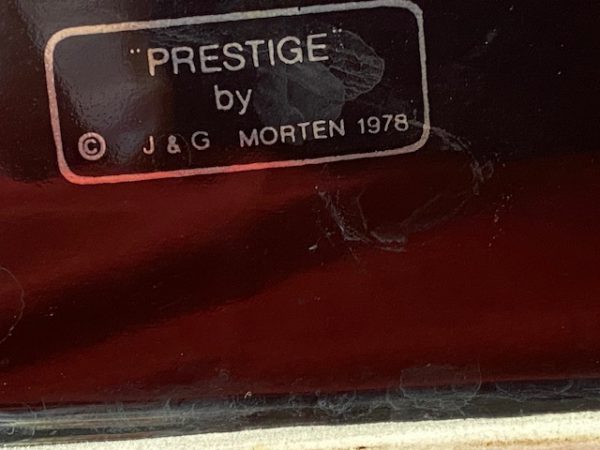 "PRESTIGE"
by
© J & G MORTEN 1978